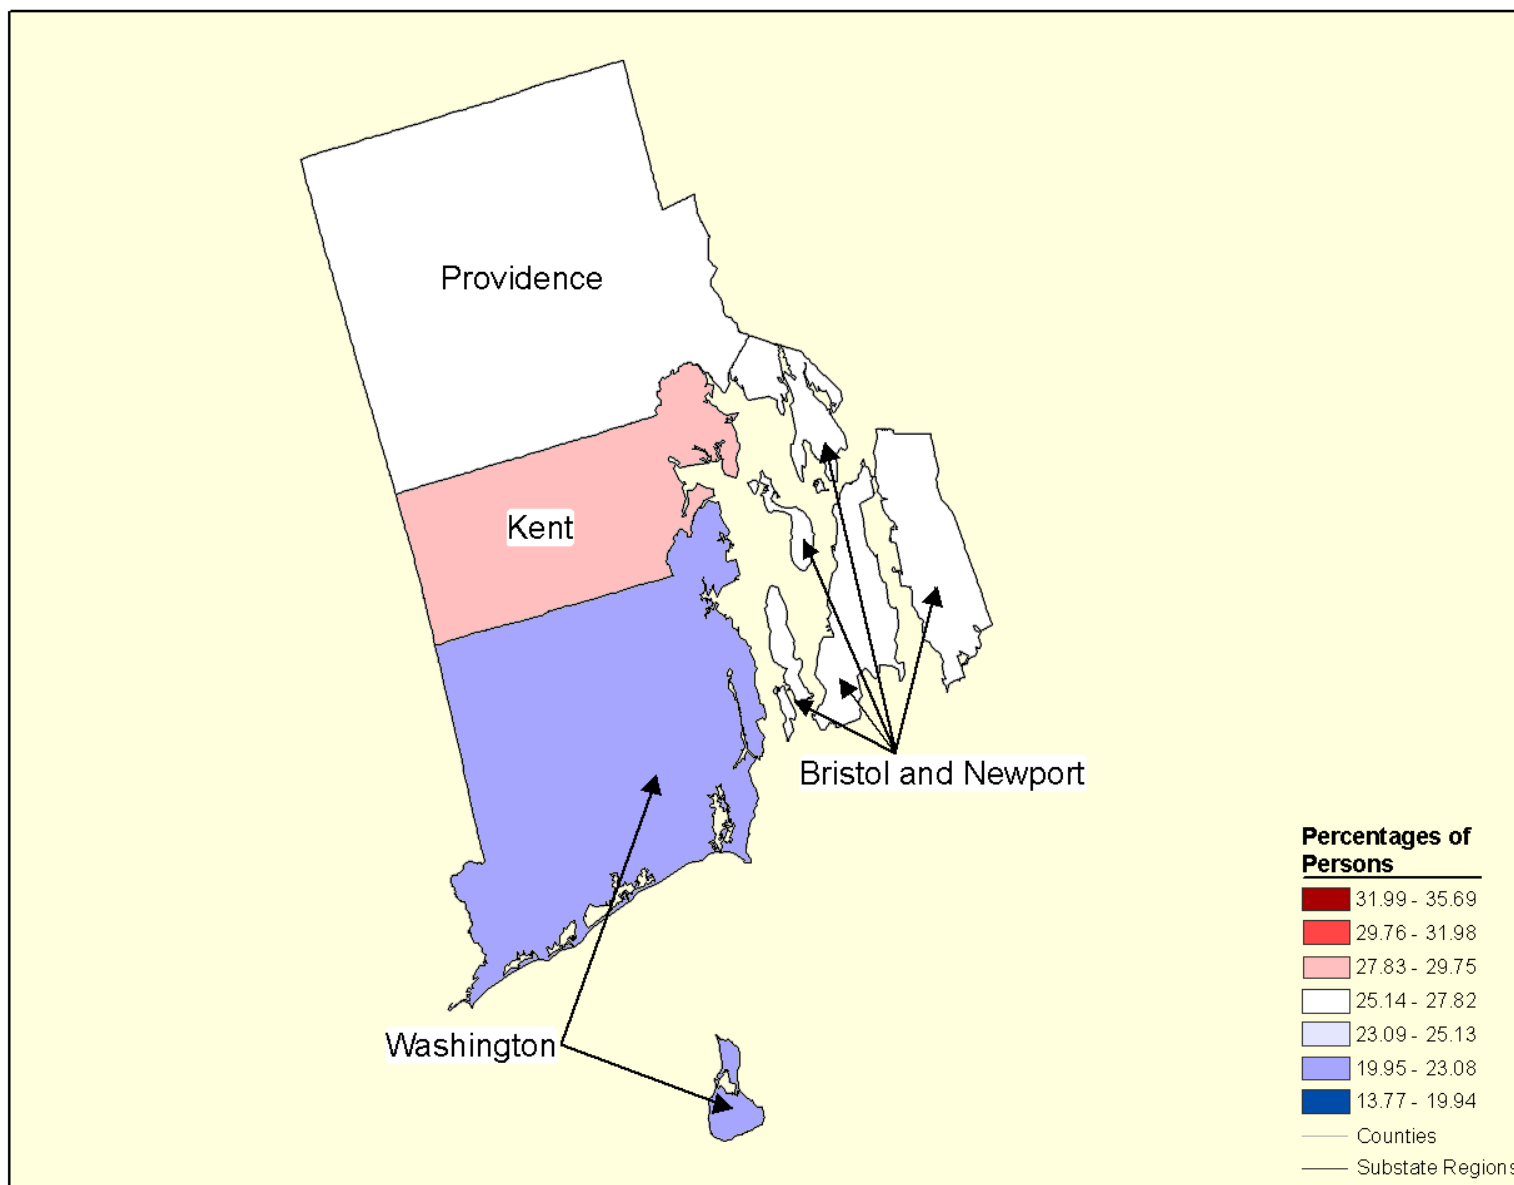 Providence
Kent
Bristol and Newport
Washington
Percentages of
Persons
31.99 - 35.69
29.76 - 31.98
27.83 - 29.75
25.14 - 27.82
23.09 - 25.13
19.95 - 23.08
13.77 - 19.94
Counties
Substate Regions